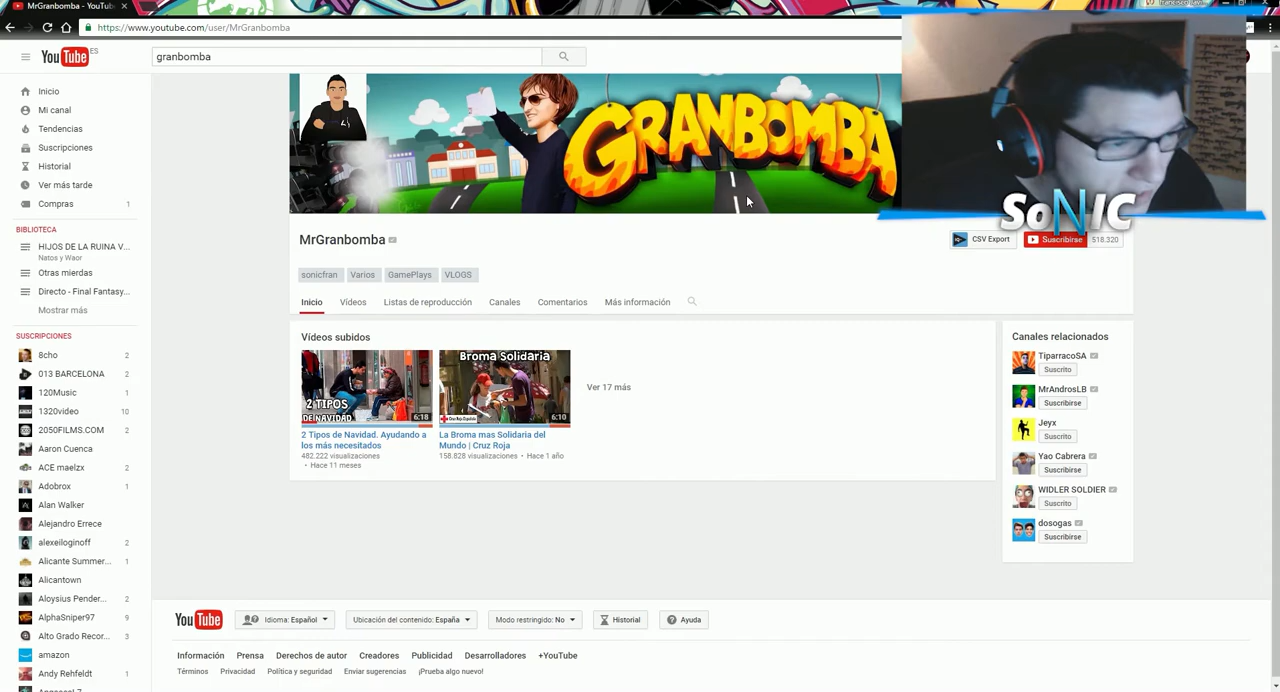 MrGranbomba - YouTube
https://www.youtube.com/user/MrGranbomba
YouTube ES
granbomba
Inicio
Mi canal
Tendencias
Suscripciones
Historial
Ver más tarde
Compras 1
BIBLIOTECA
HIJOS DE LA RUINA V...
Natos y Waor
Otras mierdas
Directo - Final Fantasy...
Mostrar más
SUSCRIPCIONES
8cho 2
013 BARCELONA 2
120Music 1
1320video 10
2050FILMS.COM 2
Aaron Cuenca
ACE maelzx 2
Adobrox 1
Alan Walker
Alejandro Errece
alexeiloginoff 2
Alicante Summer... 1
Alicantown
Aloysius Pender... 2
AlphaSniper97 9
Alto Grado Recor... 3
amazon
Andy Rehfeldt 1
GRANBOMBA
SoNIC
MrGranbomba
CSV Export
Suscribirse 518.320
sonicfran Varios GamePlays VLOGS
Inicio Vídeos Listas de reproducción Canales Comentarios Más información
Vídeos subidos
2 TIPOS
DE NAVIDAD
6:18
2 Tipos de Navidad. Ayudando a
los más necesitados
482.222 visualizaciones
• Hace 11 meses
Broma Solidaria
Cruz Roja Española
6:10
La Broma mas Solidaria del
Mundo | Cruz Roja
158.828 visualizaciones • Hace 1 año
Ver 17 más
Canales relacionados
TiparracoSA
Suscrito
MrAndrosLB
Suscribirse
Jeyx
Suscrito
Yao Cabrera
Suscribirse
WIDLER SOLDIER
Suscrito
dosogas
Suscribirse
YouTube Idioma: Español Ubicación del contenido: España Modo restringido: No Historial Ayuda
Información Prensa Derechos de autor Creadores Publicidad Desarrolladores +YouTube
Términos Privacidad Política y seguridad Enviar sugerencias ¡Prueba algo nuevo!